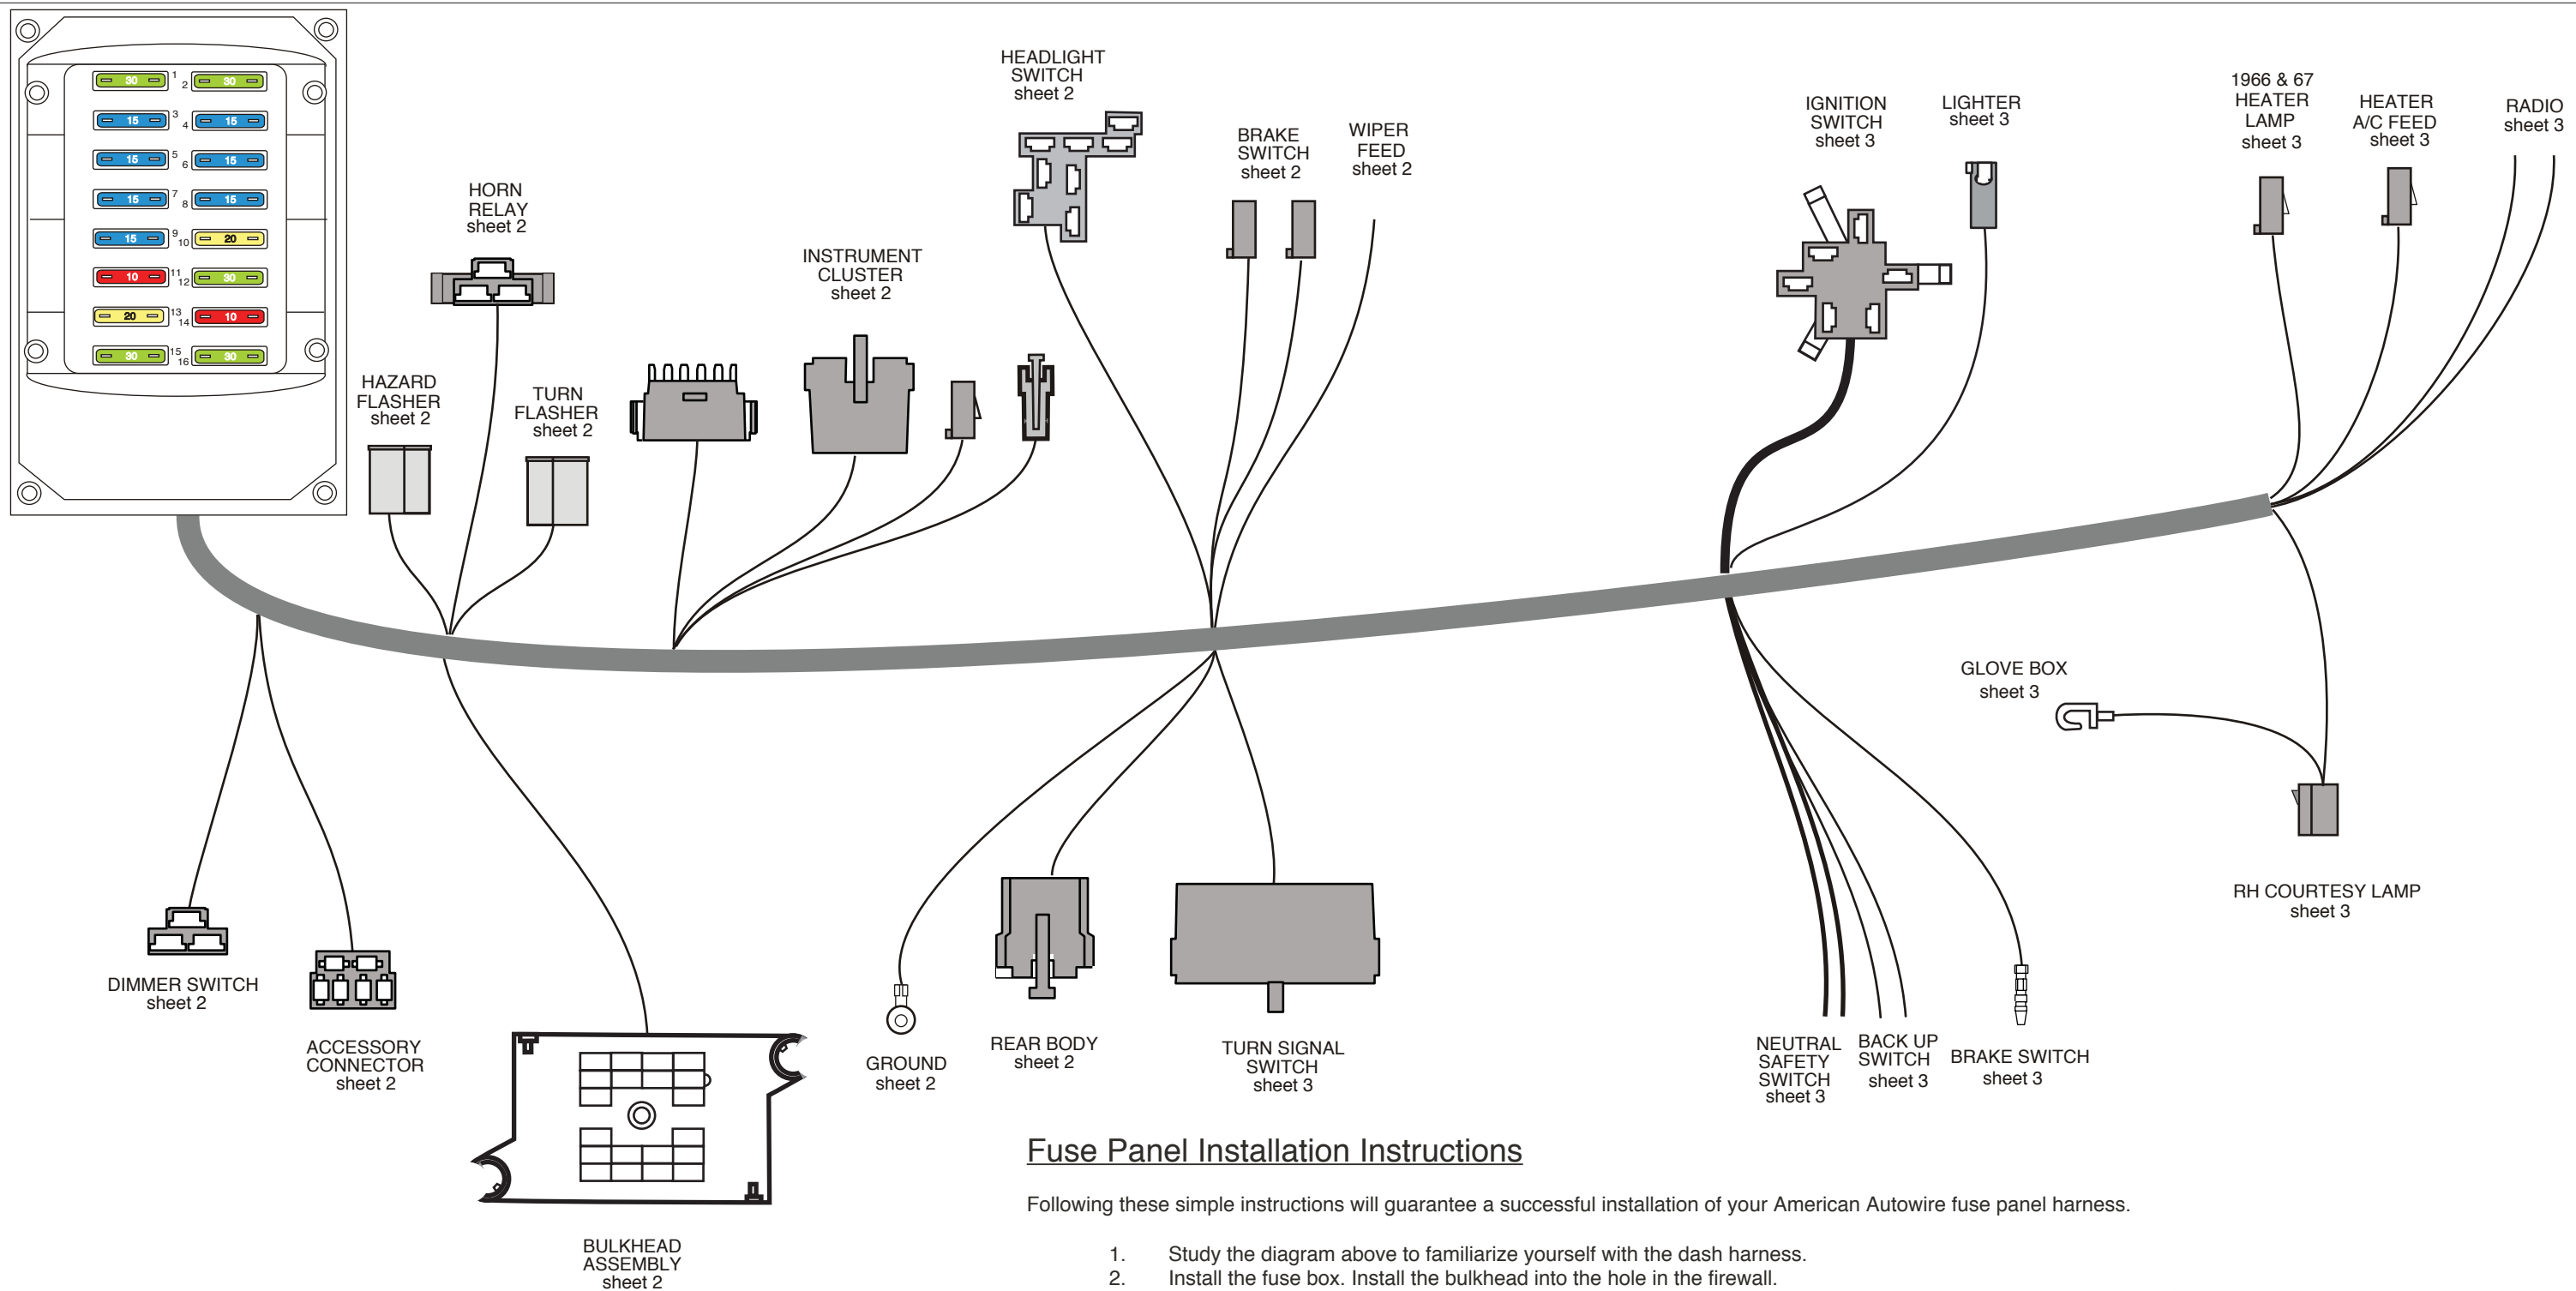 30 1 2 30
15 3 4 15
15 5 6 15
15 7 8 15
15 9 10 20
10 11 12 30
20 13 14 10
30 15 16 30
HAZARD
FLASHER
sheet 2
HORN
RELAY
sheet 2
TURN
FLASHER
sheet 2
INSTRUMENT
CLUSTER
sheet 2
HEADLIGHT
SWITCH
sheet 2
BRAKE
SWITCH
sheet 2
WIPER
FEED
sheet 2
IGNITION
SWITCH
sheet 3
LIGHTER
sheet 3
1966 & 67
HEATER
LAMP
sheet 3
HEATER
A/C FEED
sheet 3
RADIO
sheet 3
GLOVE BOX
sheet 3
RH COURTESY LAMP
sheet 3
DIMMER SWITCH
sheet 2
ACCESSORY
CONNECTOR
sheet 2
BULKHEAD
ASSEMBLY
sheet 2
GROUND
sheet 2
REAR BODY
sheet 2
TURN SIGNAL
SWITCH
sheet 3
NEUTRAL
SAFETY
SWITCH
sheet 3
BACK UP
SWITCH
sheet 3
BRAKE SWITCH
sheet 3
Fuse Panel Installation Instructions
Following these simple instructions will guarantee a successful installation of your American Autowire fuse panel harness.
1. Study the diagram above to familiarize yourself with the dash harness.
2. Install the fuse box. Install the bulkhead into the hole in the firewall.